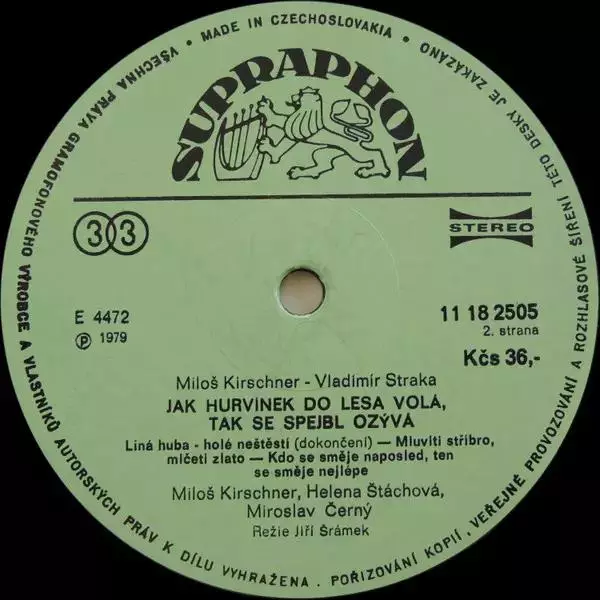 VŠECHNA PRÁVA GRAMOFONOVÉHO VÝROBCE A VLASTNÍKŮ AUTORSKÝCH PRÁV K DÍLU VYHRAŽENA . POŘIZOVÁNÍ KOPIÍ, VEŘEJNÉ PROVOZOVÁNÍ A ROZHLASOVÉ ŠÍŘENÍ TÉTO DESKY JE ZAKÁZÁNO • MADE IN CZECHOSLOVAKIA •
SUPRAPHON
33
STEREO
E 4472
℗ 1979
11 18 2505
2. strana
Kčs 36,-
Miloš Kirschner - Vladimír Straka
JAK HURVÍNEK DO LESA VOLÁ,
TAK SE SPEJBL OZÝVÁ
Líná huba - holé neštěstí (dokončení) — Mluviti stříbro,
mlčeti zlato — Kdo se směje naposled, ten
se směje nejlépe
Miloš Kirschner, Helena Štáchová,
Miroslav Černý
Režie Jiří Šrámek